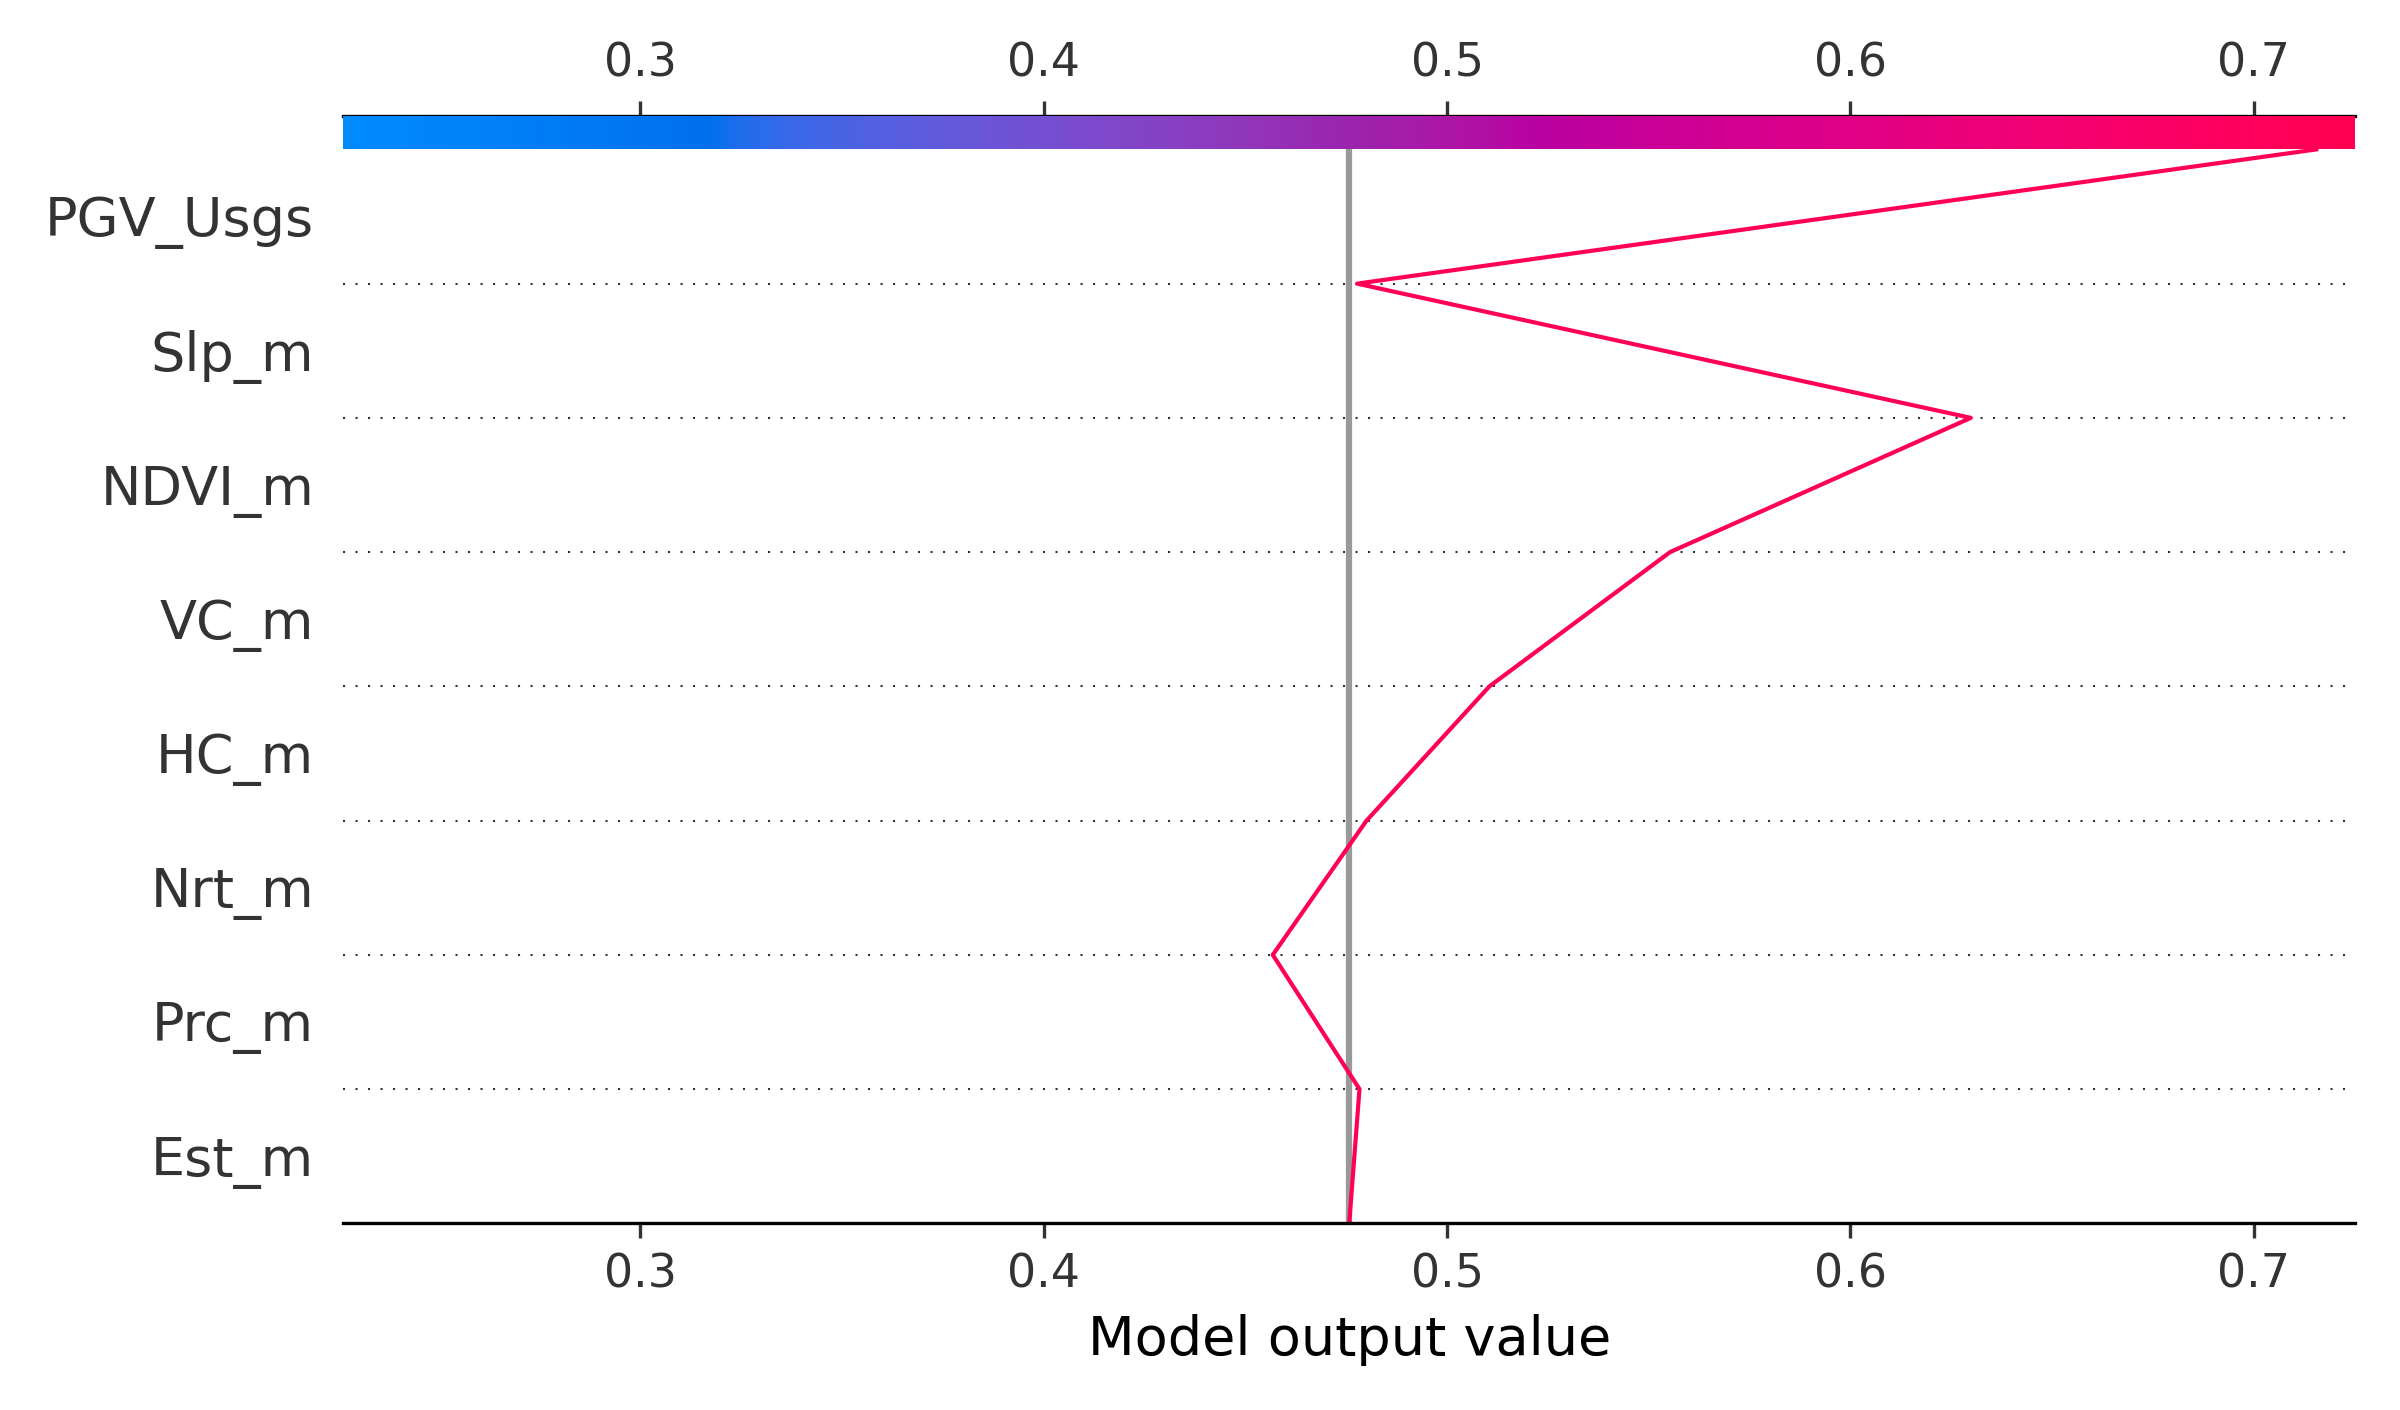 0.3 0.4 0.5 0.6 0.7
PGV_Usgs
Slp_m
NDVI_m
VC_m
HC_m
Nrt_m
Prc_m
Est_m
0.3 0.4 0.5 0.6 0.7
Model output value